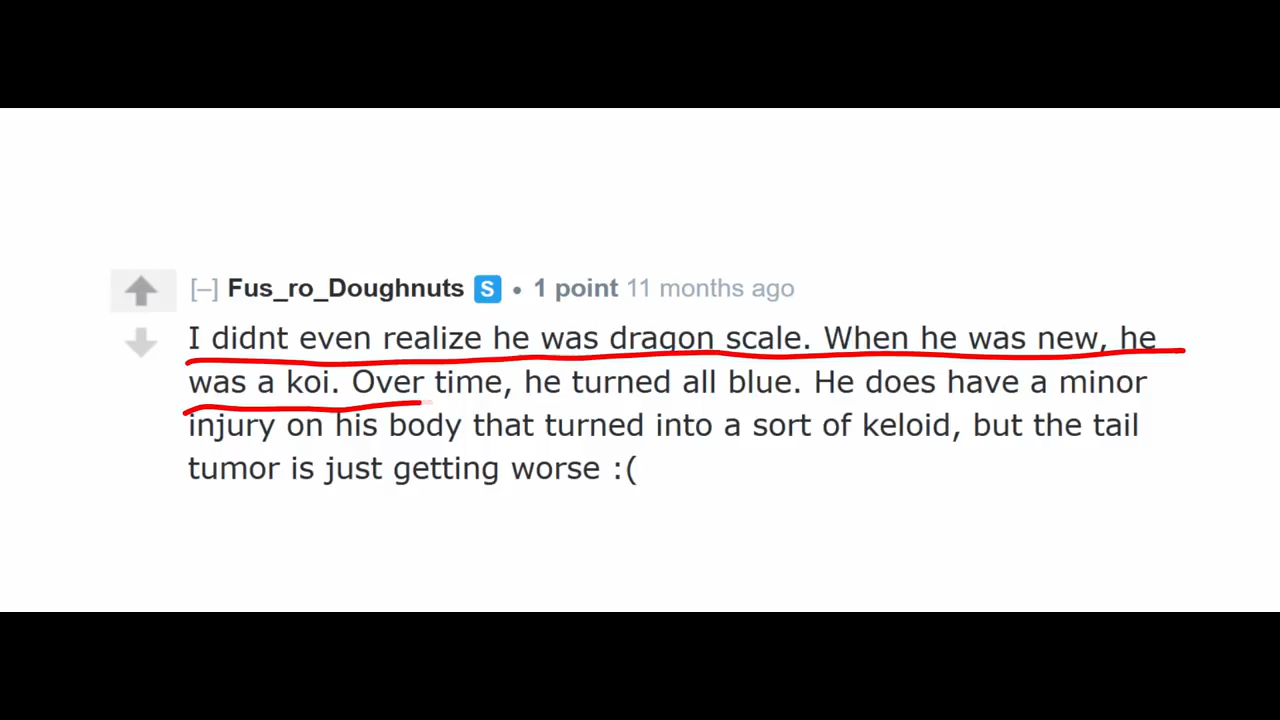 [–] Fus_ro_Doughnuts S • 1 point 11 months ago
I didnt even realize he was dragon scale. When he was new, he
was a koi. Over time, he turned all blue. He does have a minor
injury on his body that turned into a sort of keloid, but the tail
tumor is just getting worse :(